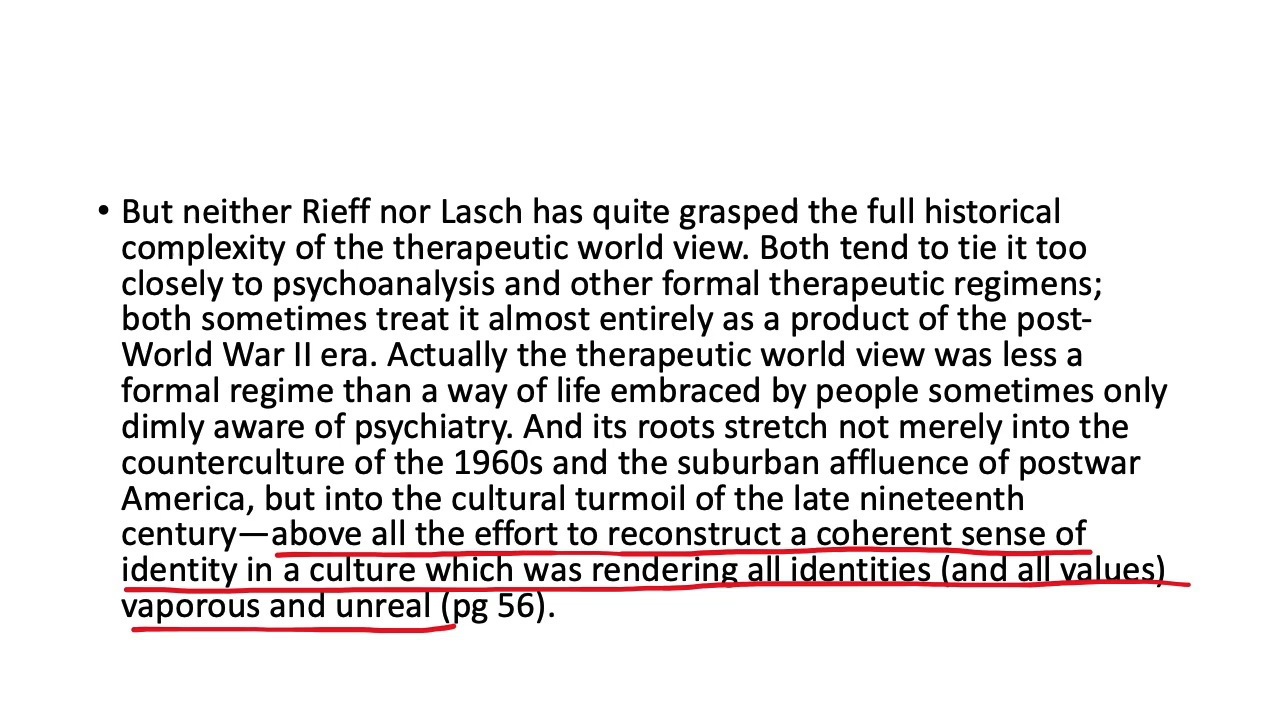 • But neither Rieff nor Lasch has quite grasped the full historical
complexity of the therapeutic world view. Both tend to tie it too
closely to psychoanalysis and other formal therapeutic regimens;
both sometimes treat it almost entirely as a product of the post-
World War II era. Actually the therapeutic world view was less a
formal regime than a way of life embraced by people sometimes only
dimly aware of psychiatry. And its roots stretch not merely into the
counterculture of the 1960s and the suburban affluence of postwar
America, but into the cultural turmoil of the late nineteenth
century—above all the effort to reconstruct a coherent sense of
identity in a culture which was rendering all identities (and all values)
vaporous and unreal (pg 56).